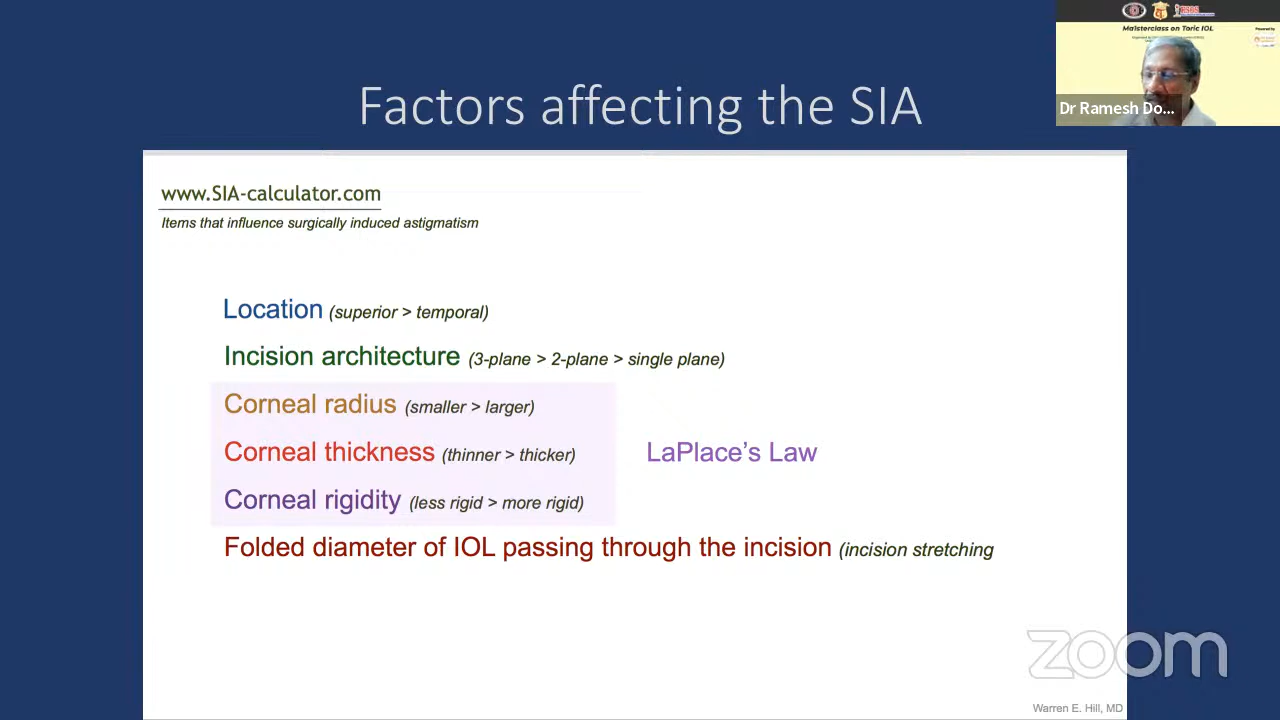 Masterclass on Toric IOL
Dr Ramesh Do...
Factors affecting the SIA
www.SIA-calculator.com
Items that influence surgically induced astigmatism
Location (superior > temporal)
Incision architecture (3-plane > 2-plane > single plane)
Corneal radius (smaller > larger)
Corneal thickness (thinner > thicker)
LaPlace’s Law
Corneal rigidity (less rigid > more rigid)
Folded diameter of IOL passing through the incision (incision stretching
zoom
Warren E. Hill, MD